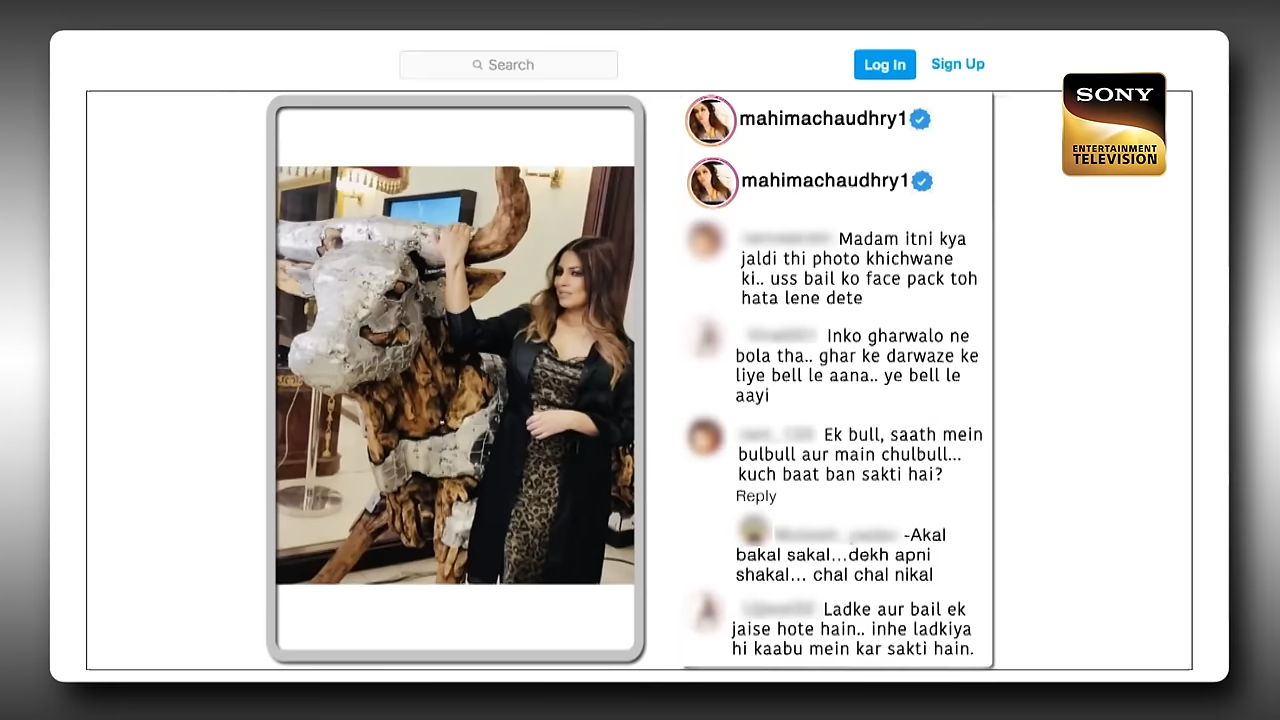 Search
Log In
Sign Up
SONY
ENTERTAINMENT
TELEVISION
mahimachaudhry1
mahimachaudhry1
Madam itni kya
jaldi thi photo khichwane
ki.. uss bail ko face pack toh
hata lene dete
Inko gharwalo ne
bola tha.. ghar ke darwaze ke
liye bell le aana.. ye bell le
aayi
Ek bull, saath mein
bulbull aur main chulbull...
kuch baat ban sakti hai?
Reply
-Akal
bakal sakal...dekh apni
shakal... chal chal nikal
Ladke aur bail ek
jaise hote hain.. inhe ladkiya
hi kaabu mein kar sakti hain.